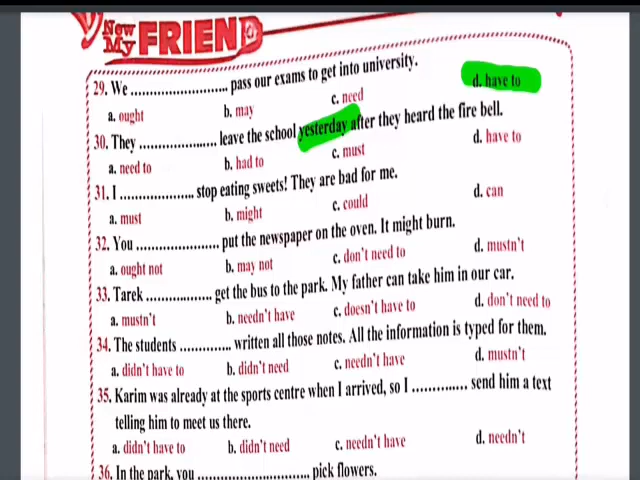 New
My FRIEND
29. We ........................... pass our exams to get into university.
a. ought b. may c. need d. have to
30. They ..................... leave the school yesterday after they heard the fire bell.
a. need to b. had to c. must d. have to
31. I .................... stop eating sweets! They are bad for me.
a. must b. might c. could d. can
32. You ....................... put the newspaper on the oven. It might burn.
a. ought not b. may not c. don't need to d. mustn't
33. Tarek .................. get the bus to the park. My father can take him in our car.
a. mustn't b. needn't have c. doesn't have to d. don't need to
34. The students .............. written all those notes. All the information is typed for them.
a. didn't have to b. didn't need c. needn't have d. mustn't
35. Karim was already at the sports centre when I arrived, so I ............... send him a text
telling him to meet us there.
a. didn't have to b. didn't need c. needn't have d. needn't
36. In the park, you ............................... pick flowers.